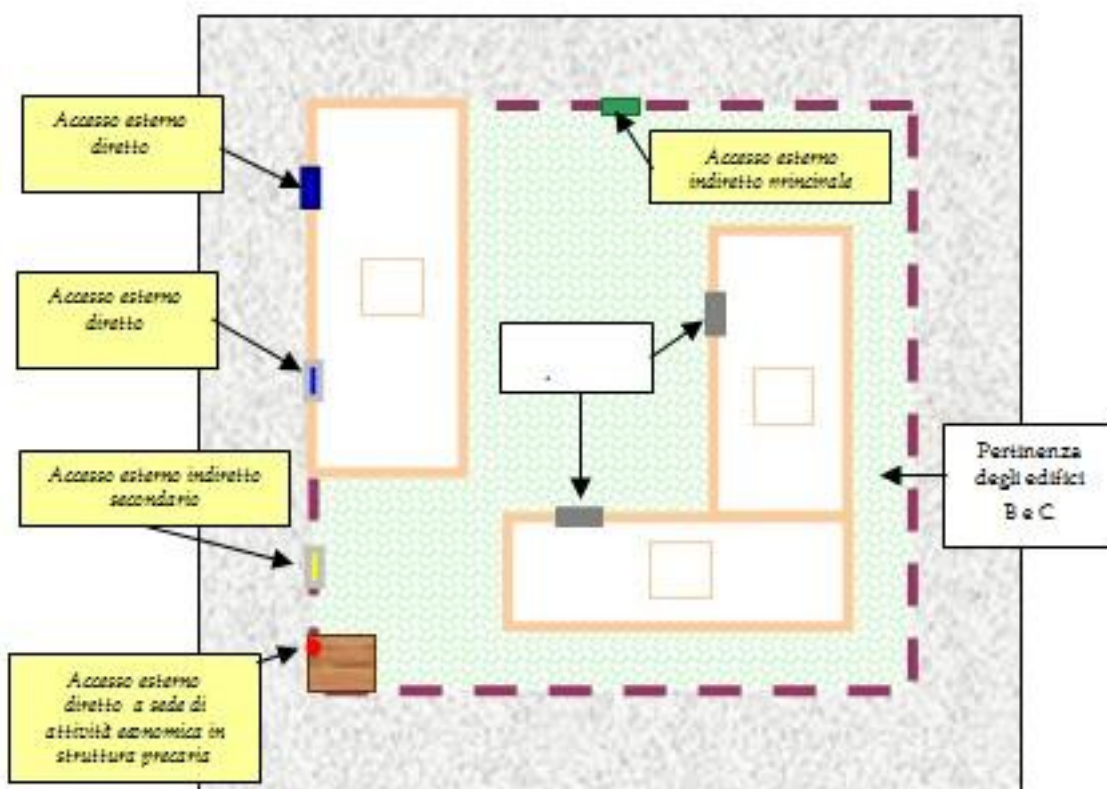 Accesso esterno
diretto
Accesso esterno
indiretto principale
Accesso esterno
diretto
Accesso esterno indiretto
secondario
Pertinenza
degli edifici
B e C
Accesso esterno
diretto a sede di
attività economica in
struttura precaria